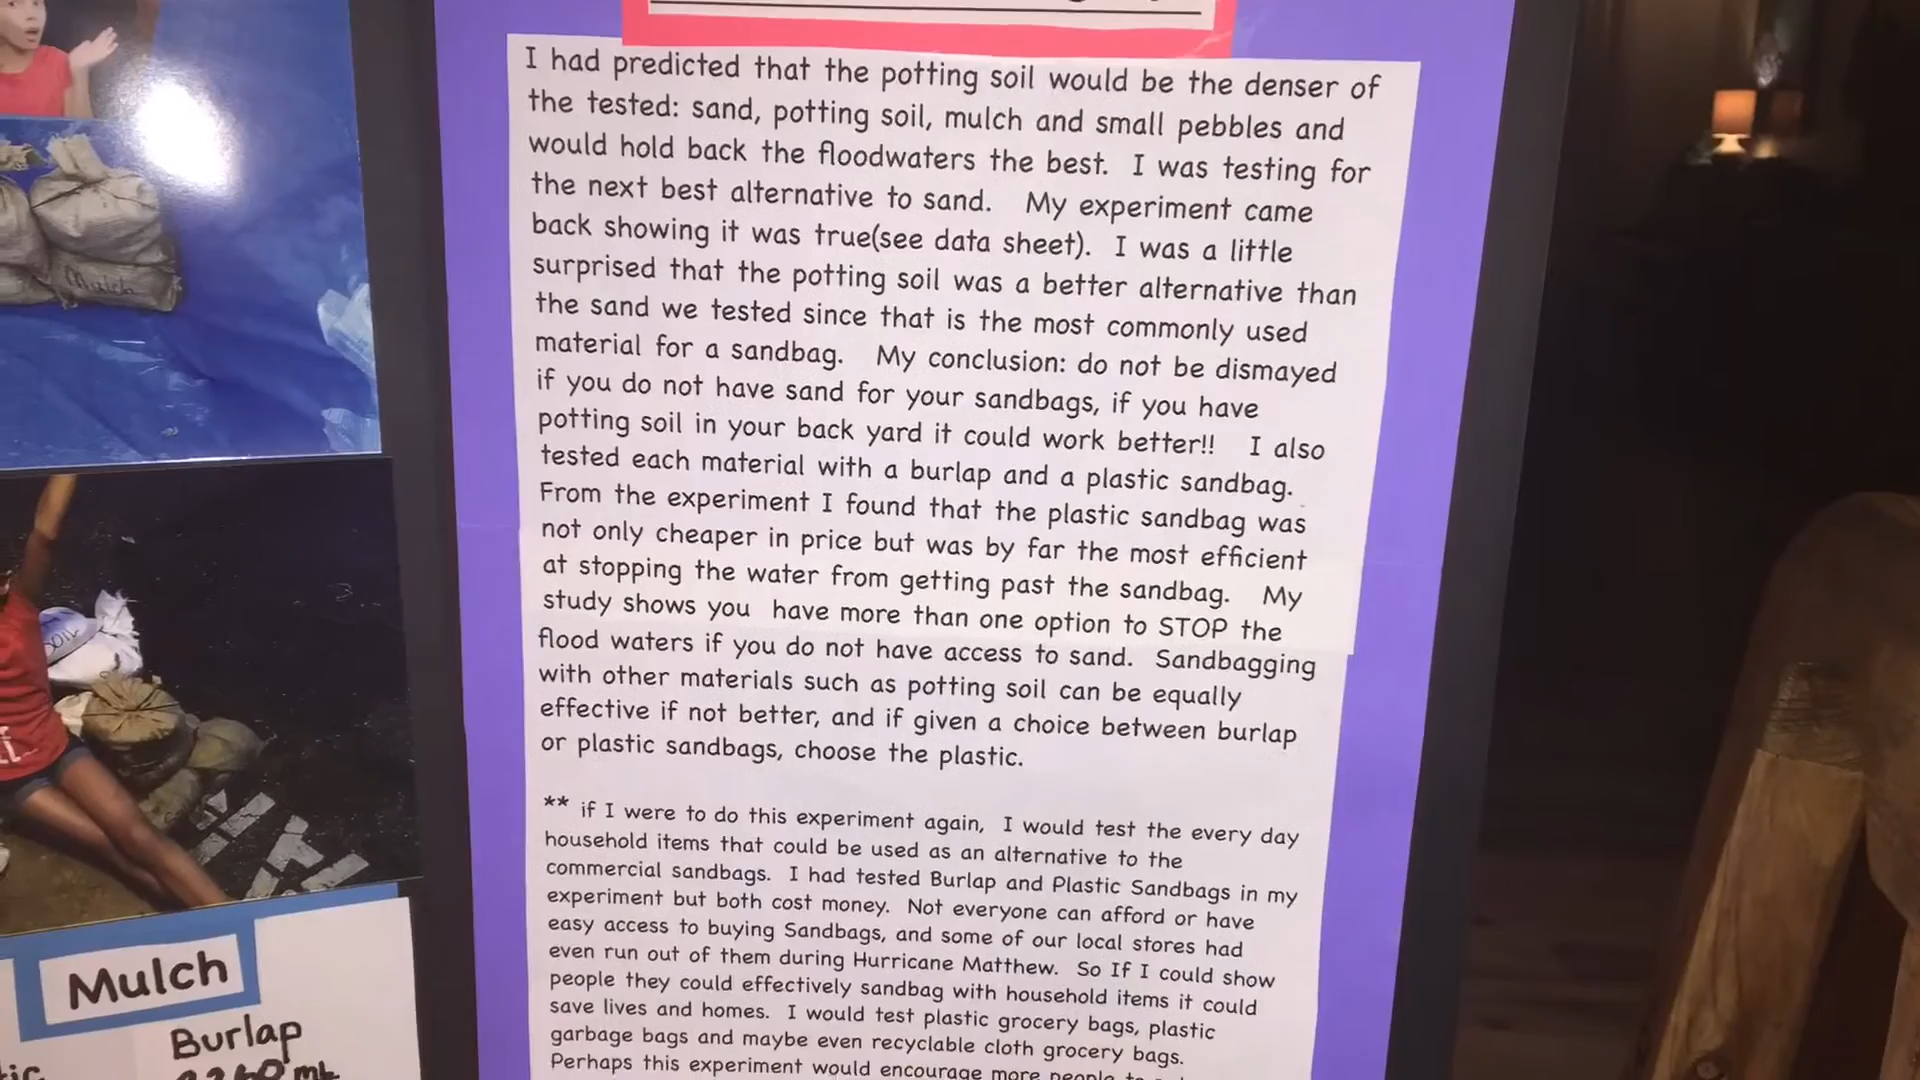 I had predicted that the potting soil would be the denser of
the tested: sand, potting soil, mulch and small pebbles and
would hold back the floodwaters the best.  I was testing for
the next best alternative to sand.  My experiment came
back showing it was true(see data sheet).  I was a little
surprised that the potting soil was a better alternative than
the sand we tested since that is the most commonly used
material for a sandbag.  My conclusion: do not be dismayed
if you do not have sand for your sandbags, if you have
potting soil in your back yard it could work better!!  I also
tested each material with a burlap and a plastic sandbag.
From the experiment I found that the plastic sandbag was
not only cheaper in price but was by far the most efficient
at stopping the water from getting past the sandbag.  My
study shows you  have more than one option to STOP the
flood waters if you do not have access to sand.  Sandbagging
with other materials such as potting soil can be equally
effective if not better, and if given a choice between burlap
or plastic sandbags, choose the plastic.
** if I were to do this experiment again,  I would test the every day
household items that could be used as an alternative to the
commercial sandbags.  I had tested Burlap and Plastic Sandbags in my
experiment but both cost money.  Not everyone can afford or have
easy access to buying Sandbags, and some of our local stores had
even run out of them during Hurricane Matthew.  So If I could show
people they could effectively sandbag with household items it could
save lives and homes.  I would test plastic grocery bags, plastic
garbage bags and maybe even recyclable cloth grocery bags.
Perhaps this experiment would encourage more people
Mulch
Soil
Mulch
Burlap